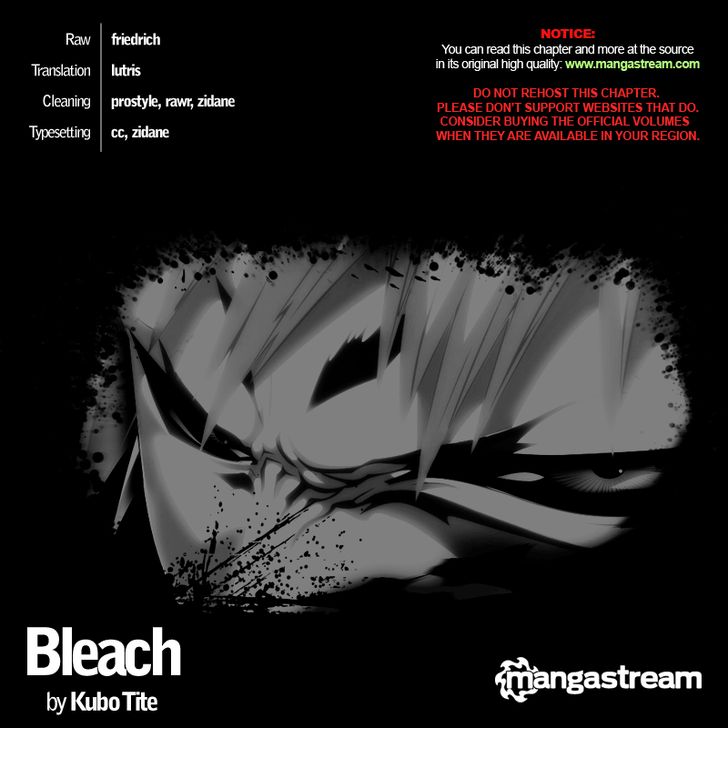 Raw friedrich
Translation lutris
Cleaning prostyle, rawr, zidane
Typesetting cc, zidane
NOTICE:
You can read this chapter and more at the source
in its original high quality: www.mangastream.com
DO NOT REHOST THIS CHAPTER.
PLEASE DON'T SUPPORT WEBSITES THAT DO.
CONSIDER BUYING THE OFFICIAL VOLUMES
WHEN THEY ARE AVAILABLE IN YOUR REGION.
Bleach
by Kubo Tite
mangastream